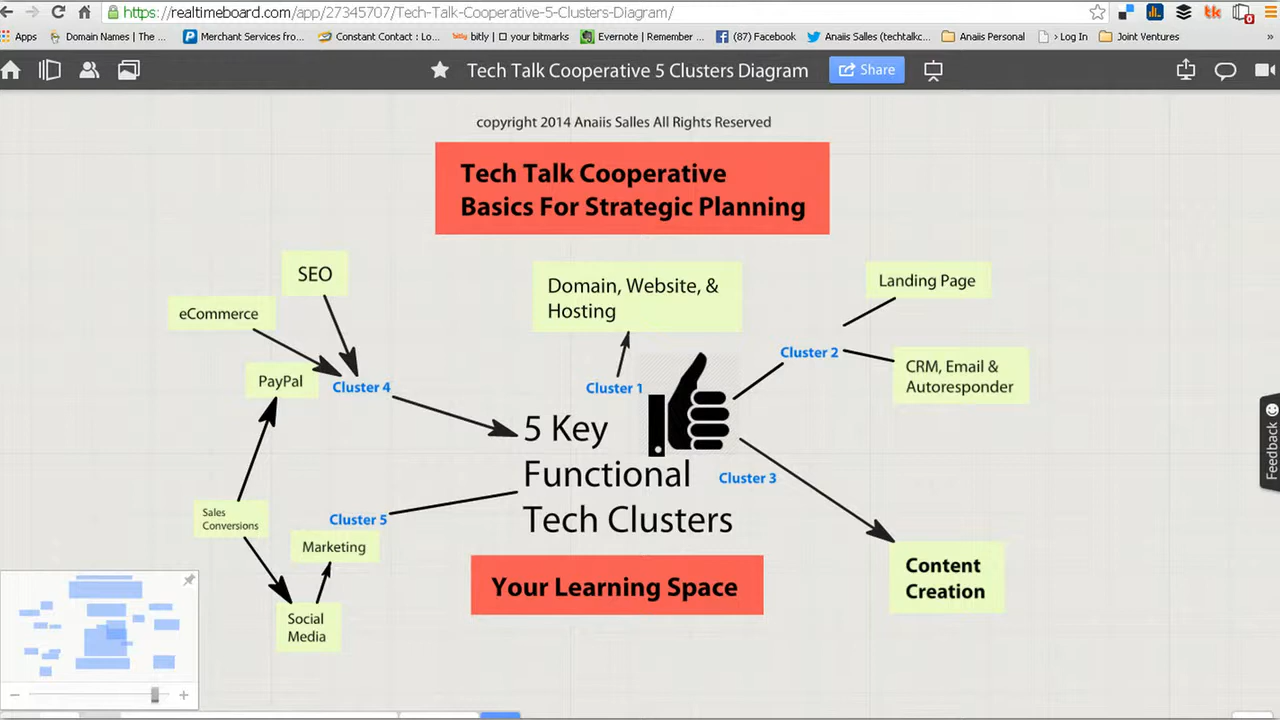 https://realtimeboard.com/app/27345707/Tech-Talk-Cooperative-5-Clusters-Diagram/
Apps Domain Names | The ... Merchant Services fro... Constant Contact : Lo... bitly | your bitmarks Evernote | Remember ... (87) Facebook Anaiis Salles (techtalkc... Anaiis Personal > Log In Joint Ventures »
Tech Talk Cooperative 5 Clusters Diagram Share
copyright 2014 Anaiis Salles All Rights Reserved
Tech Talk Cooperative
Basics For Strategic Planning
SEO
eCommerce
PayPal
Cluster 4
Domain, Website, &
Hosting
Cluster 1
Landing Page
Cluster 2
CRM, Email &
Autoresponder
5 Key
Functional
Tech Clusters
Cluster 3
Sales
Conversions
Cluster 5
Marketing
Social
Media
Content
Creation
Your Learning Space
Feedback